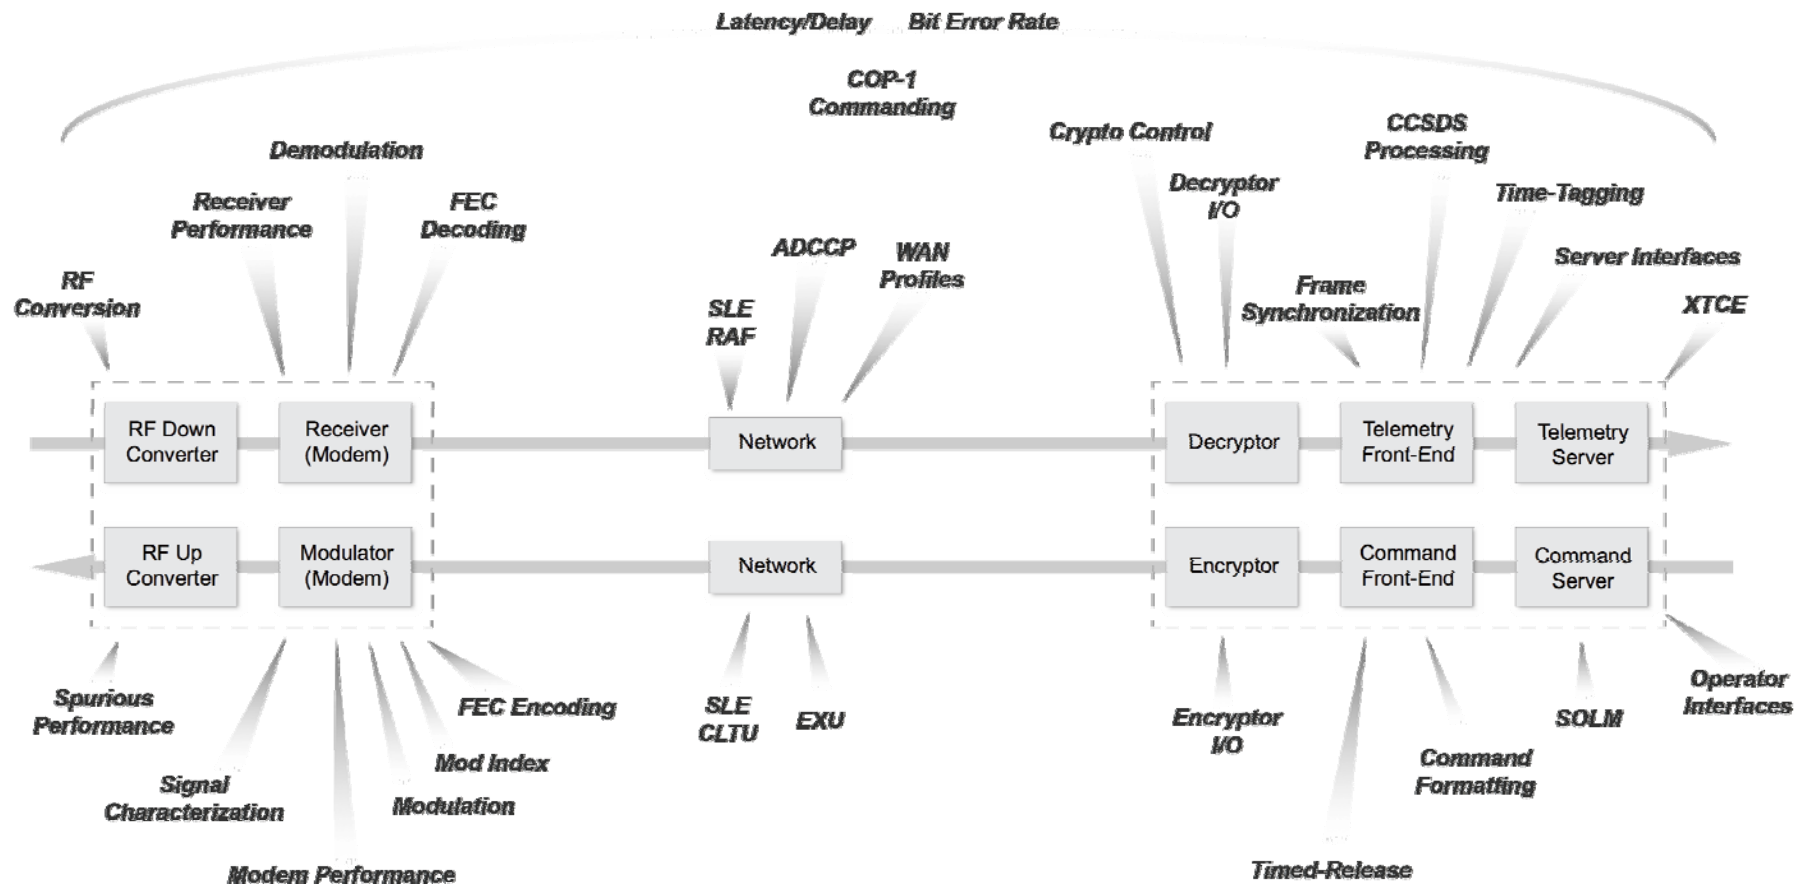 Latency/Delay Bit Error Rate
COP-1
Commanding
Crypto Control
CCSDS
Processing
Demodulation
Decryptor
I/O
Time-Tagging
Receiver
Performance
FEC
Decoding
ADCCP
WAN
Profiles
Server Interfaces
RF
Conversion
SLE
RAF
Frame
Synchronization
XTCE
RF Down
Converter
Receiver
(Modem)
Network
Decryptor
Telemetry
Front-End
Telemetry
Server
RF Up
Converter
Modulator
(Modem)
Network
Encryptor
Command
Front-End
Command
Server
Spurious
Performance
FEC Encoding
SLE
CLTU
EXU
Encryptor
I/O
SOLM
Operator
Interfaces
Signal
Characterization
Mod Index
Modulation
Command
Formatting
Modem Performance
Timed-Release